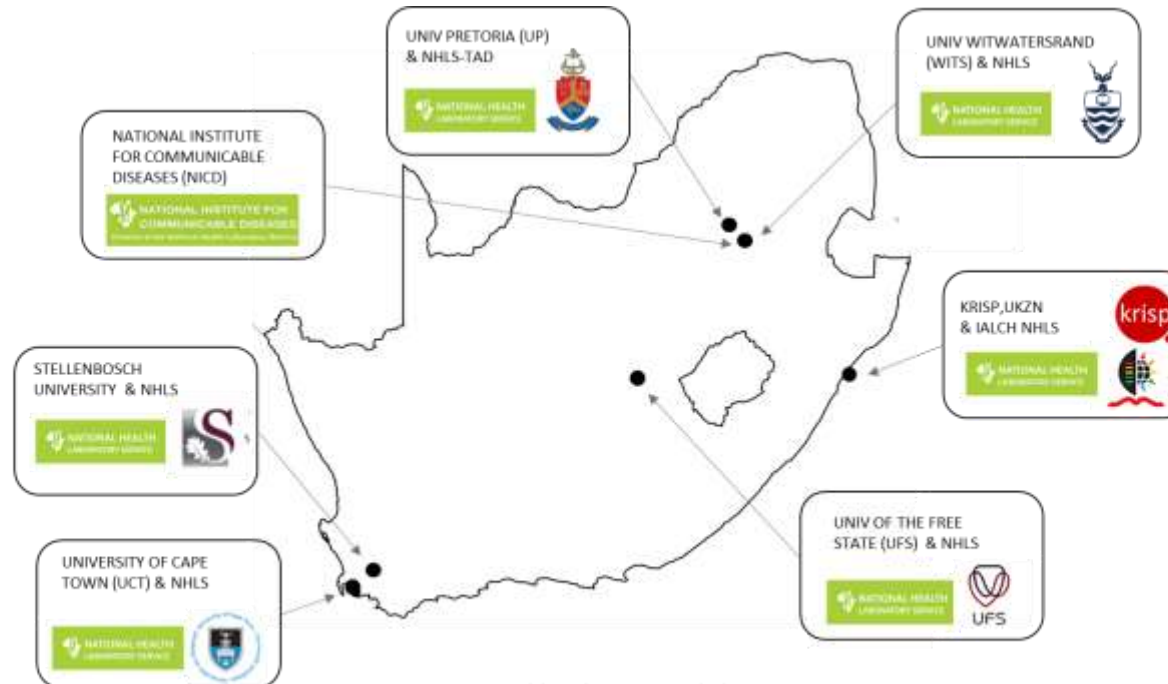 UNIV PRETORIA (UP)
& NHLS-TAD
NATIONAL HEALTH
LABORATORY SERVICE
UNIV WITWATERSRAND
(WITS) & NHLS
NATIONAL HEALTH
LABORATORY SERVICE
NATIONAL INSTITUTE
FOR COMMUNICABLE
DISEASES (NICD)
NATIONAL INSTITUTE FOR
COMMUNICABLE DISEASES
KRISP,UKZN
& IALCH NHLS
krisp
NATIONAL HEALTH
LABORATORY SERVICE
STELLENBOSCH
UNIVERSITY & NHLS
NATIONAL HEALTH
LABORATORY SERVICE
S
UNIV OF THE FREE
STATE (UFS) & NHLS
NATIONAL HEALTH
LABORATORY SERVICE
UFS
UNIVERSITY OF CAPE
TOWN (UCT) & NHLS
NATIONAL HEALTH
LABORATORY SERVICE